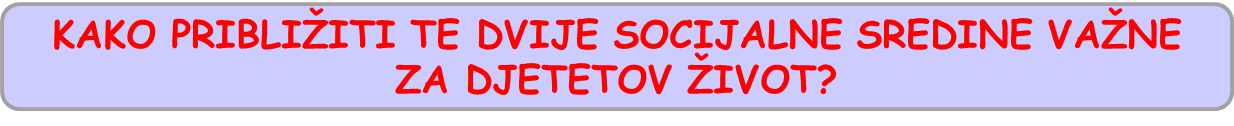 KAKO PRIBLIŽITI TE DVIJE SOCIJALNE SREDINE VAŽNE
ZA DJETETOV ŽIVOT?